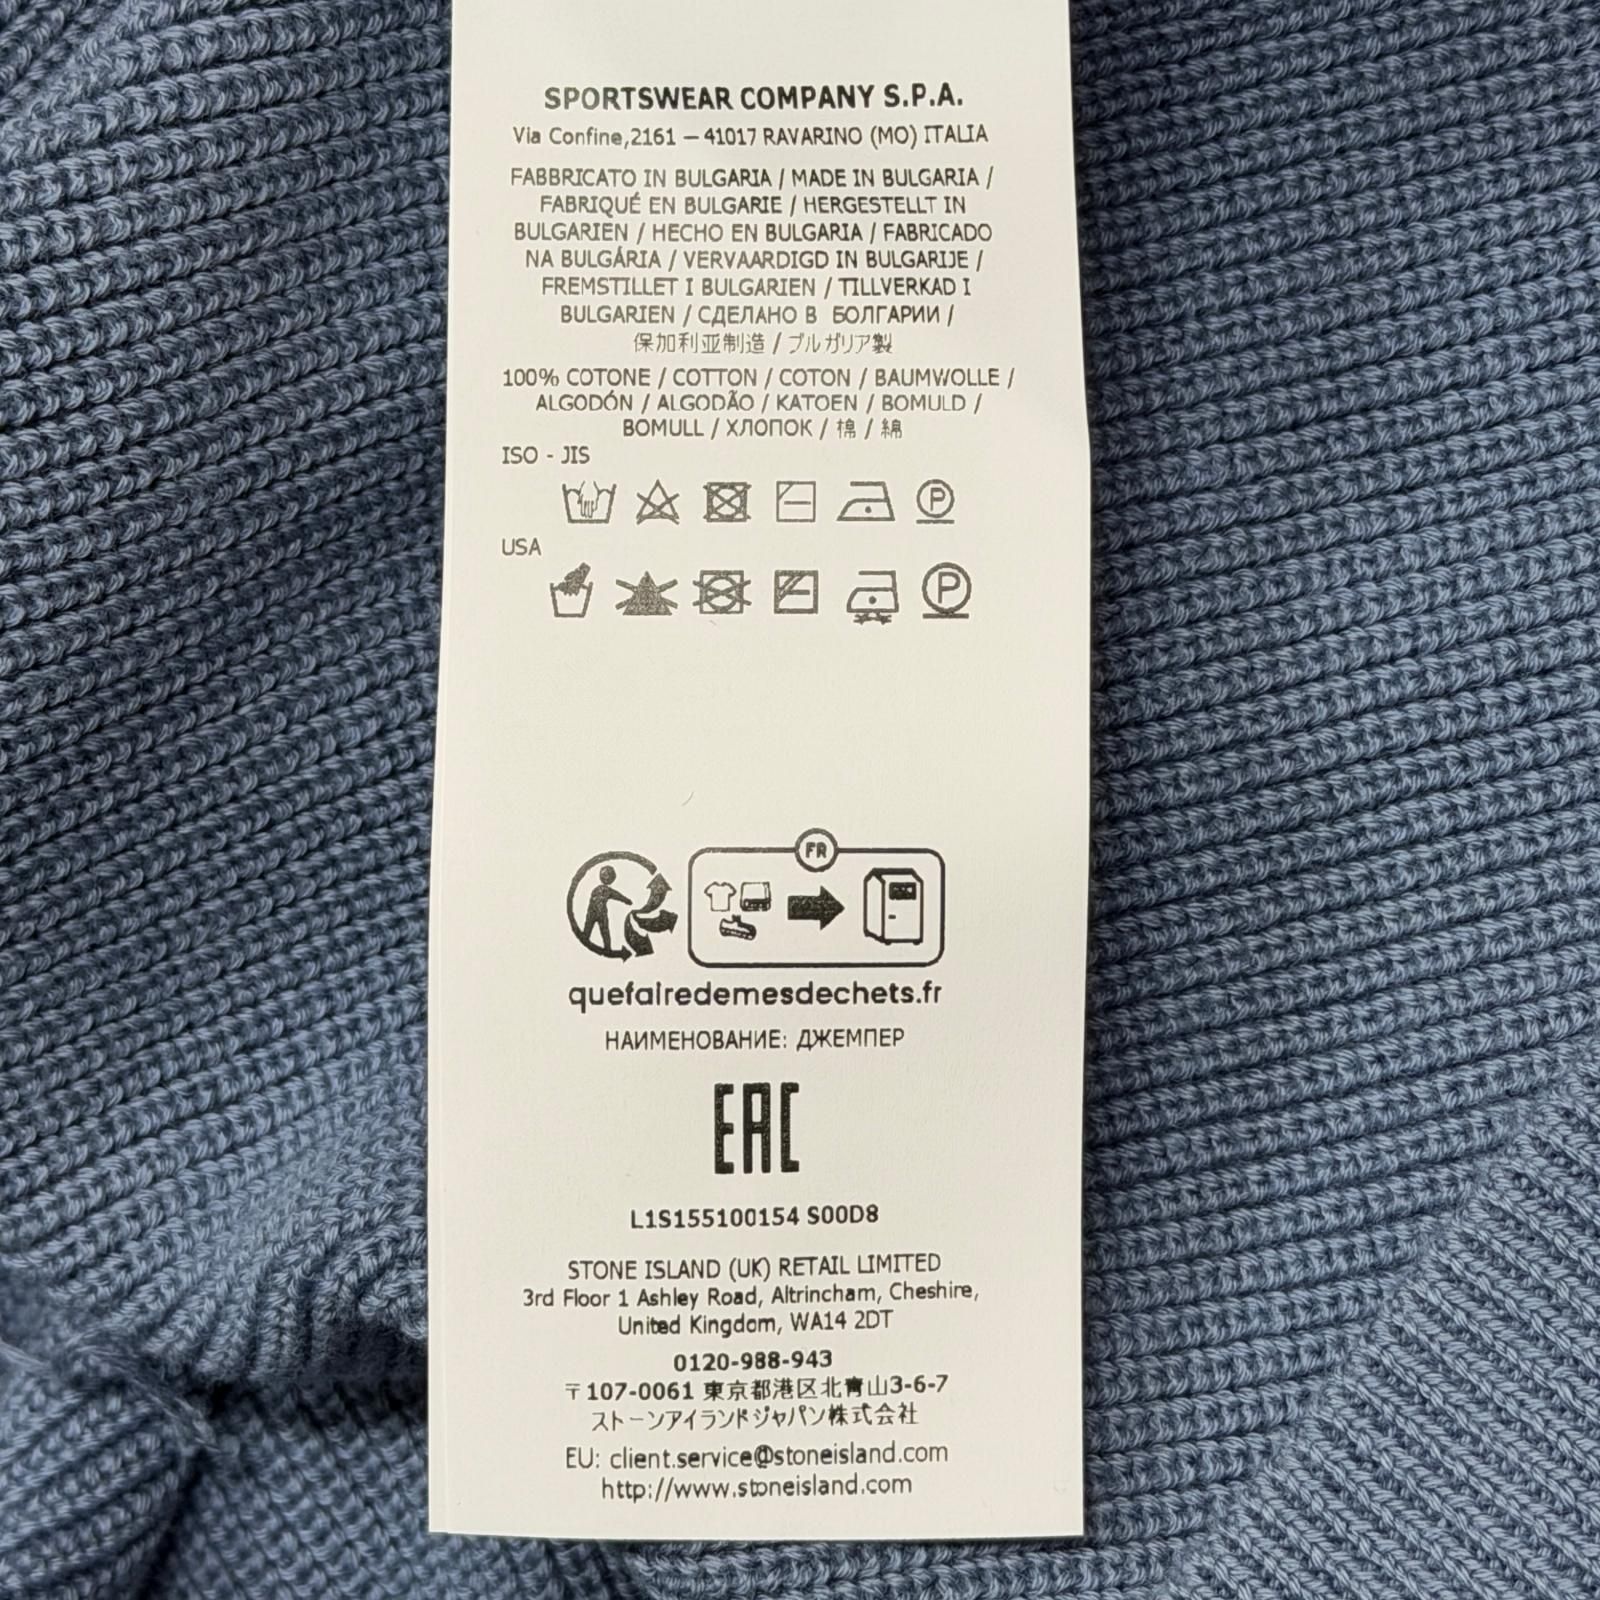 SPORTSWEAR COMPANY S.P.A.
Via Confine,2161 – 41017 RAVARINO (MO) ITALIA
FABBRICATO IN BULGARIA / MADE IN BULGARIA /
FABRIQUÉ EN BULGARIE / HERGESTELLT IN
BULGARIEN / HECHO EN BULGARIA / FABRICADO
NA BULGÁRIA / VERVAARDIGD IN BULGARIJE /
FREMSTILLET I BULGARIEN / TILLVERKAD I
BULGARIEN / СДЕЛАНО В БОЛГАРИИ /
保加利亚制造 / ブルガリア製
100% COTONE / COTTON / COTON / BAUMWOLLE /
ALGODÓN / ALGODÃO / KATOEN / BOMULD /
BOMULL / ХЛОПОК / 棉 / 綿
ISO - JIS
P
USA
P
FR
quefairedemesdechets.fr
НАИМЕНОВАНИЕ: ДЖЕМПЕР
EAC
L1S155100154 S00D8
STONE ISLAND (UK) RETAIL LIMITED
3rd Floor 1 Ashley Road, Altrincham, Cheshire,
United Kingdom, WA14 2DT
0120-988-943
〒107-0061 東京都港区北青山3-6-7
ストーンアイランドジャパン株式会社
EU: client.service@stoneisland.com
http://www.stoneisland.com